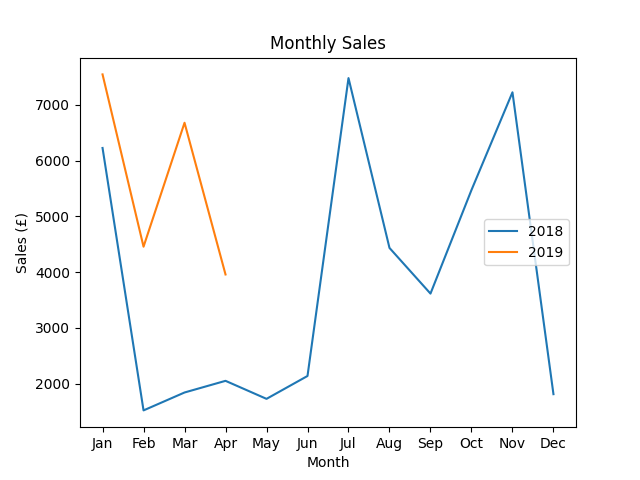 Monthly Sales
Sales (£)
7000
6000
5000
4000
3000
2000
2018
2019
Jan Feb Mar Apr May Jun Jul Aug Sep Oct Nov Dec
Month